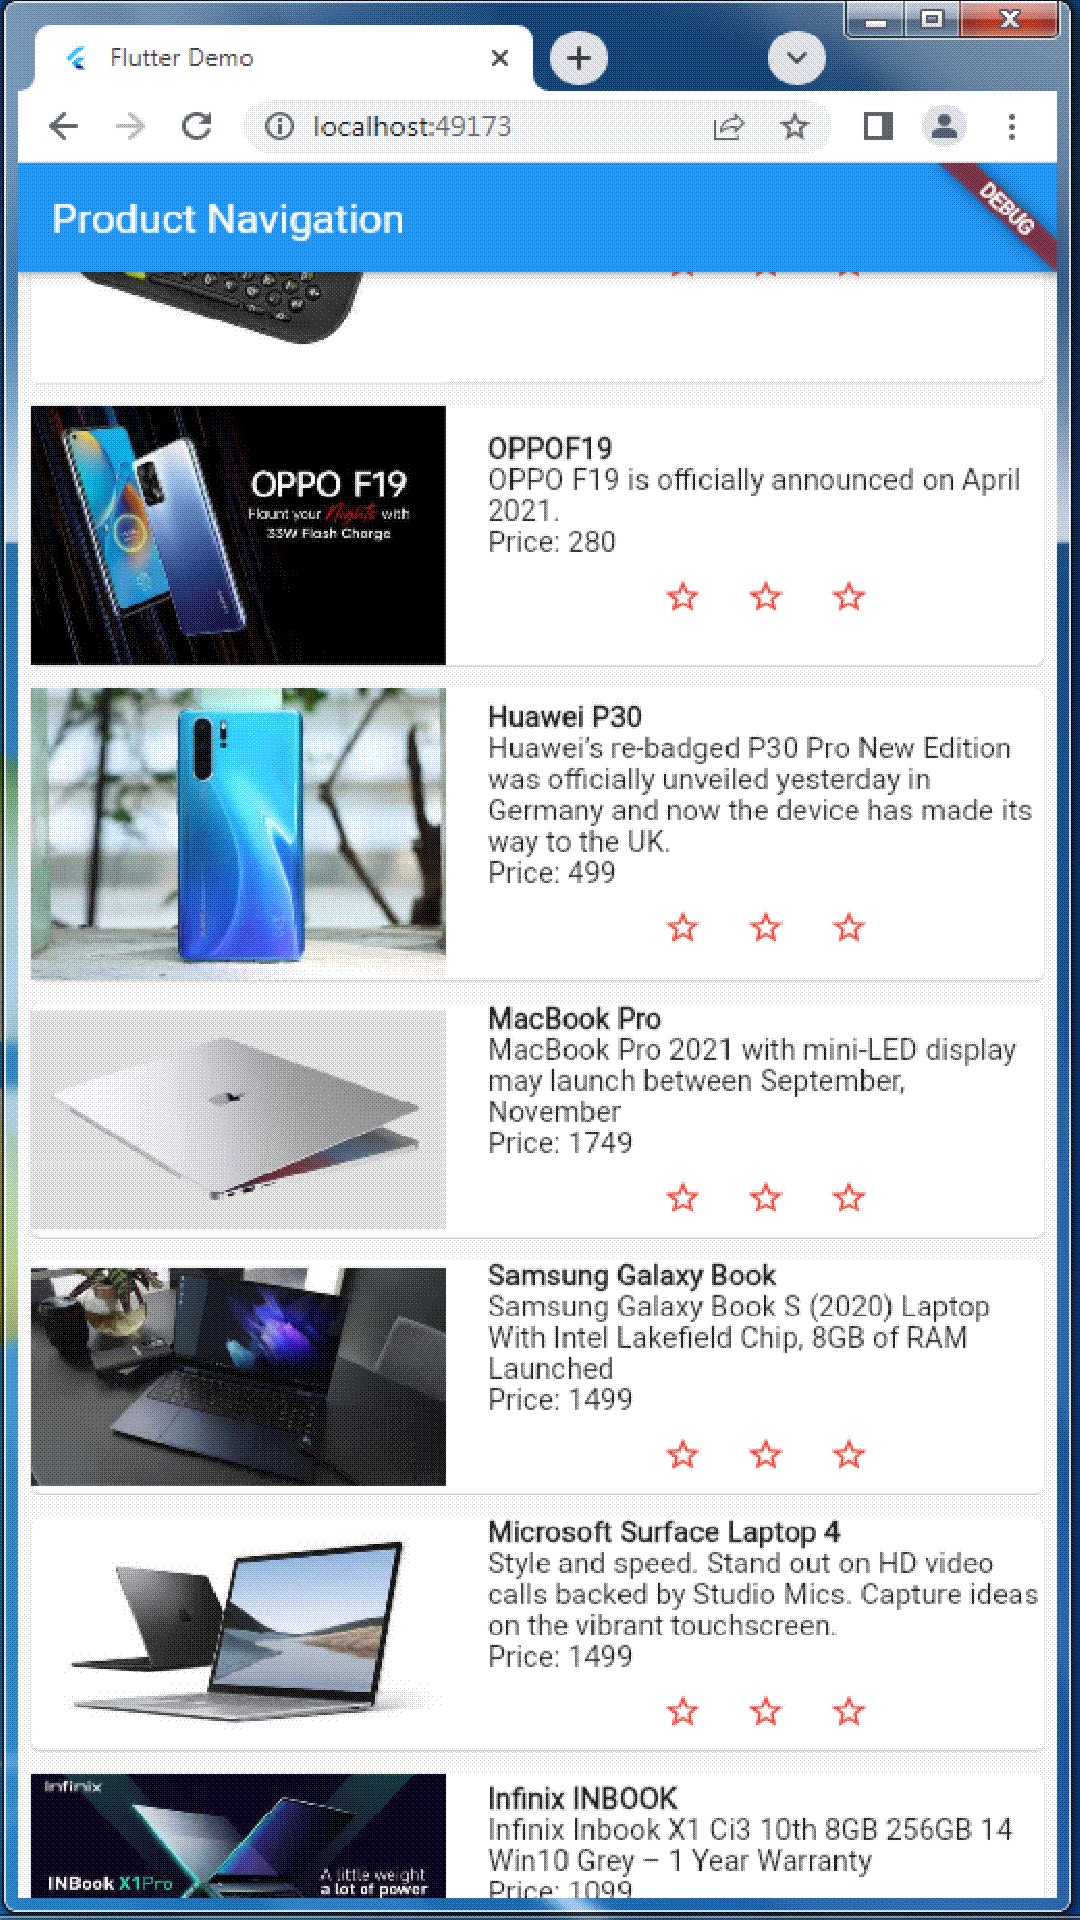 Flutter Demo
localhost:49173
Product Navigation
DEBUG
OPPO F19
Flaunt your Nights with
33W Flash Charge
OPPOF19
OPPO F19 is officially announced on April
2021.
Price: 280
Huawei P30
Huawei's re-badged P30 Pro New Edition
was officially unveiled yesterday in
Germany and now the device has made its
way to the UK.
Price: 499
MacBook Pro
MacBook Pro 2021 with mini-LED display
may launch between September,
November
Price: 1749
Samsung Galaxy Book
Samsung Galaxy Book S (2020) Laptop
With Intel Lakefield Chip, 8GB of RAM
Launched
Price: 1499
Microsoft Surface Laptop 4
Style and speed. Stand out on HD video
calls backed by Studio Mics. Capture ideas
on the vibrant touchscreen.
Price: 1499
Infinix
INBook X1Pro
A little weight
a lot of power
Infinix INBOOK
Infinix Inbook X1 Ci3 10th 8GB 256GB 14
Win10 Grey – 1 Year Warranty
Price: 1099